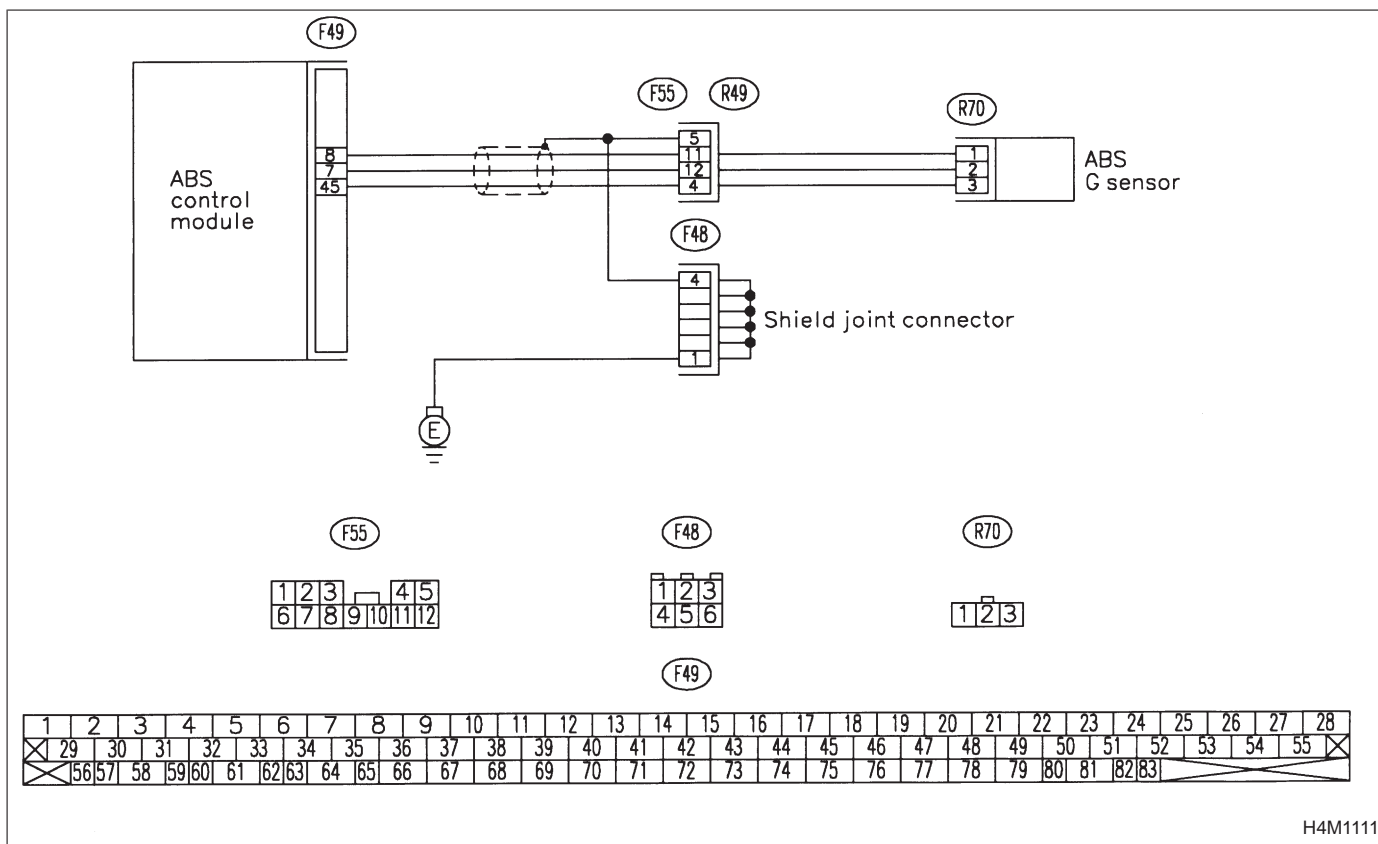 F49
F55 R49
R70
5
8 11 1
7 12 2
45 4 3
ABS
control
module
ABS
G sensor
F48
4
Shield joint connector
1
E
F55 F48 R70
1 2 3 4 5
6 7 8 9 10 11 12
1 2 3
4 5 6
1 2 3
F49
1 2 3 4 5 6 7 8 9 10 11 12 13 14 15 16 17 18 19 20 21 22 23 24 25 26 27 28
29 30 31 32 33 34 35 36 37 38 39 40 41 42 43 44 45 46 47 48 49 50 51 52 53 54 55
56 57 58 59 60 61 62 63 64 65 66 67 68 69 70 71 72 73 74 75 76 77 78 79 80 81 82 83
H4M1111